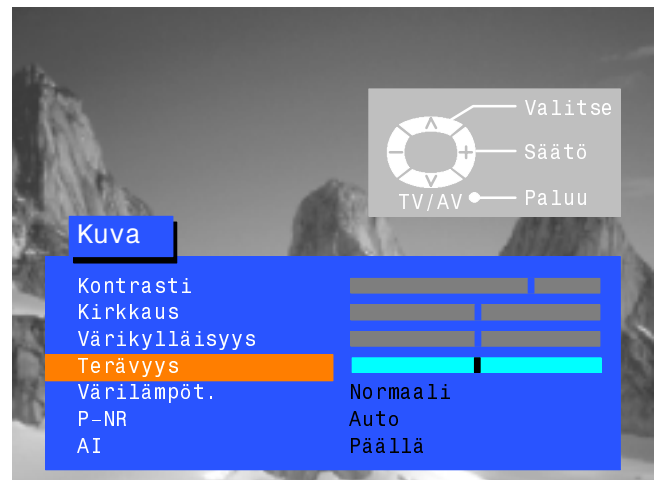 Valitse
Säätö
TV/AV Paluu
Kuva
Kontrasti
Kirkkaus
Värikylläisyys
Terävyys
Värilämpöt. Normaali
P-NR Auto
AI Päällä